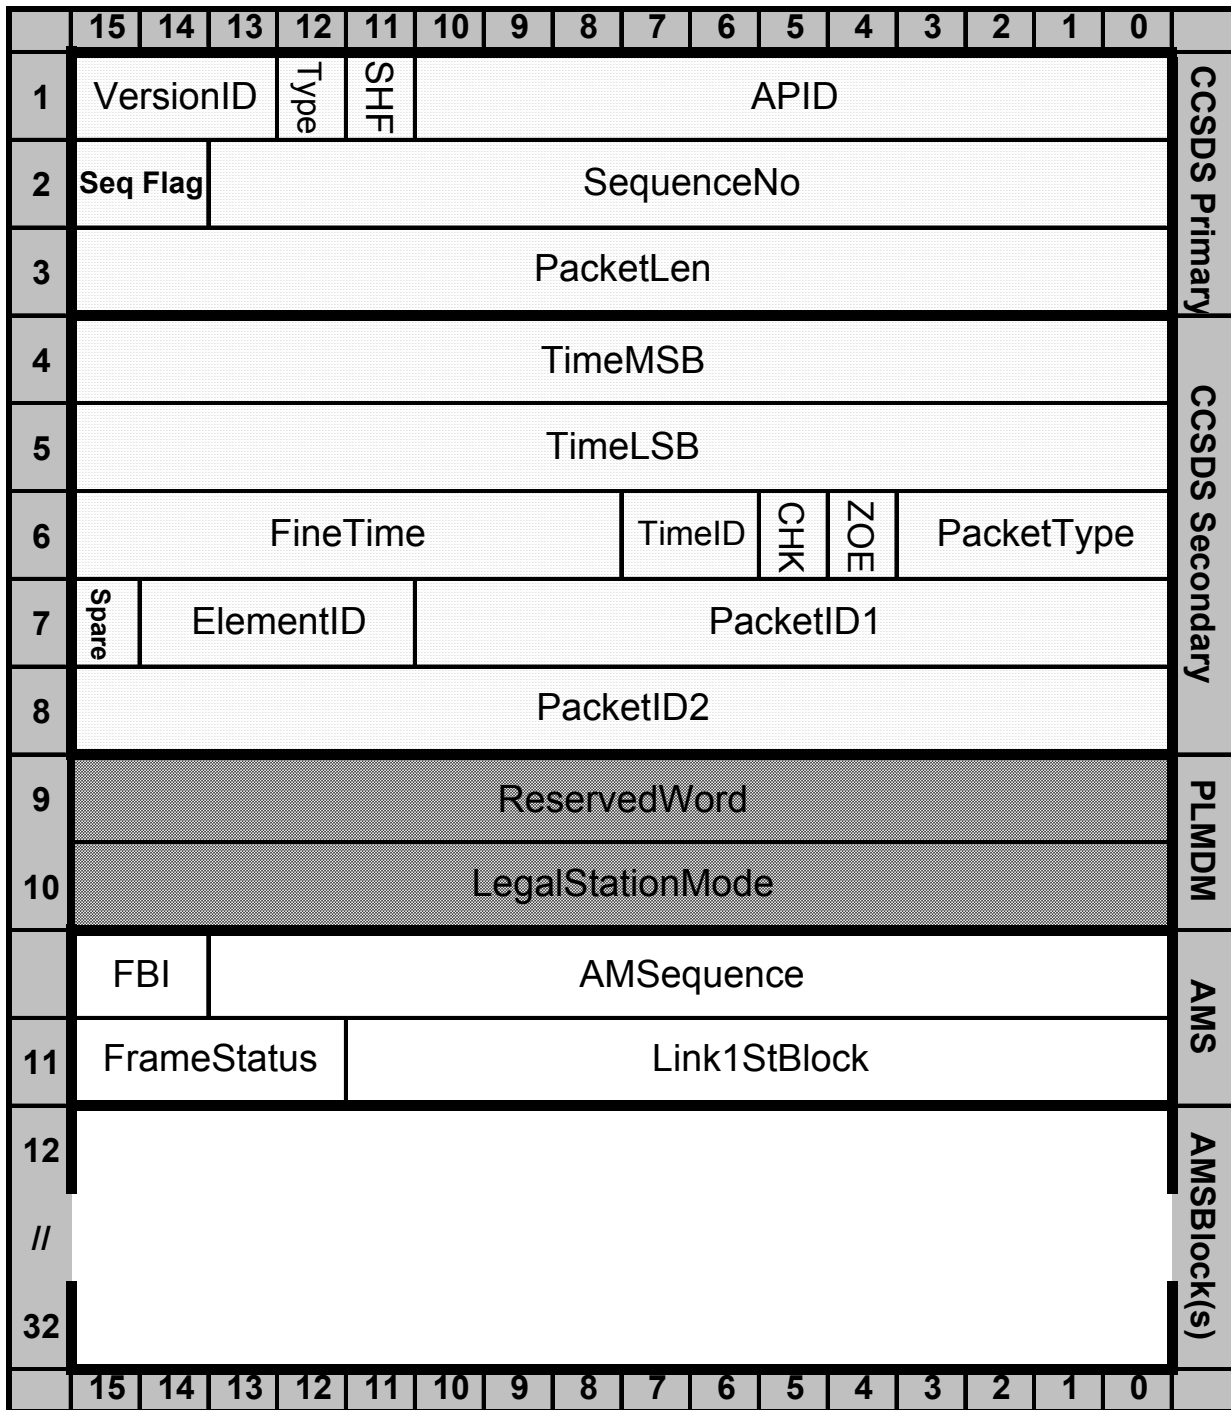 15 14 13 12 11 10 9 8 7 6 5 4 3 2 1 0
1 VersionID Type SHF APID
CCSDS Primary
2 Seq Flag SequenceNo
3 PacketLen
4 TimeMSB
CCSDS Secondary
5 TimeLSB
6 FineTime TimeID CHK ZOE PacketType
7 Spare ElementID PacketID1
8 PacketID2
9 ReservedWord
PLMDM
10 LegalStationMode
FBI AMSequence
AMS
11 FrameStatus Link1StBlock
12
AMSBlock(s)
//
32
15 14 13 12 11 10 9 8 7 6 5 4 3 2 1 0